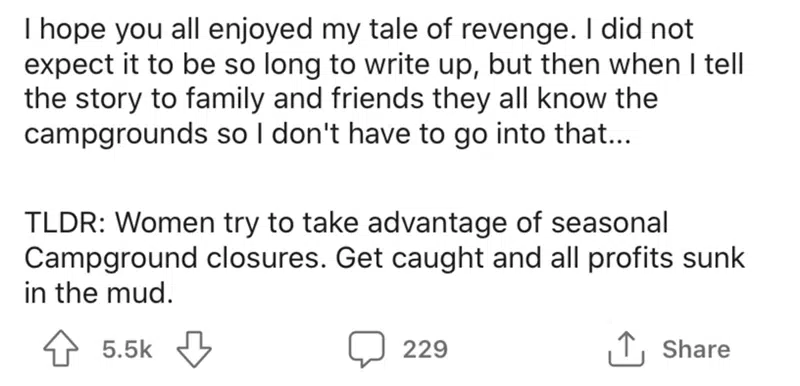 I hope you all enjoyed my tale of revenge. I did not
expect it to be so long to write up, but then when I tell
the story to family and friends they all know the
campgrounds so I don't have to go into that...
TLDR: Women try to take advantage of seasonal
Campground closures. Get caught and all profits sunk
in the mud.
5.5k 229 Share